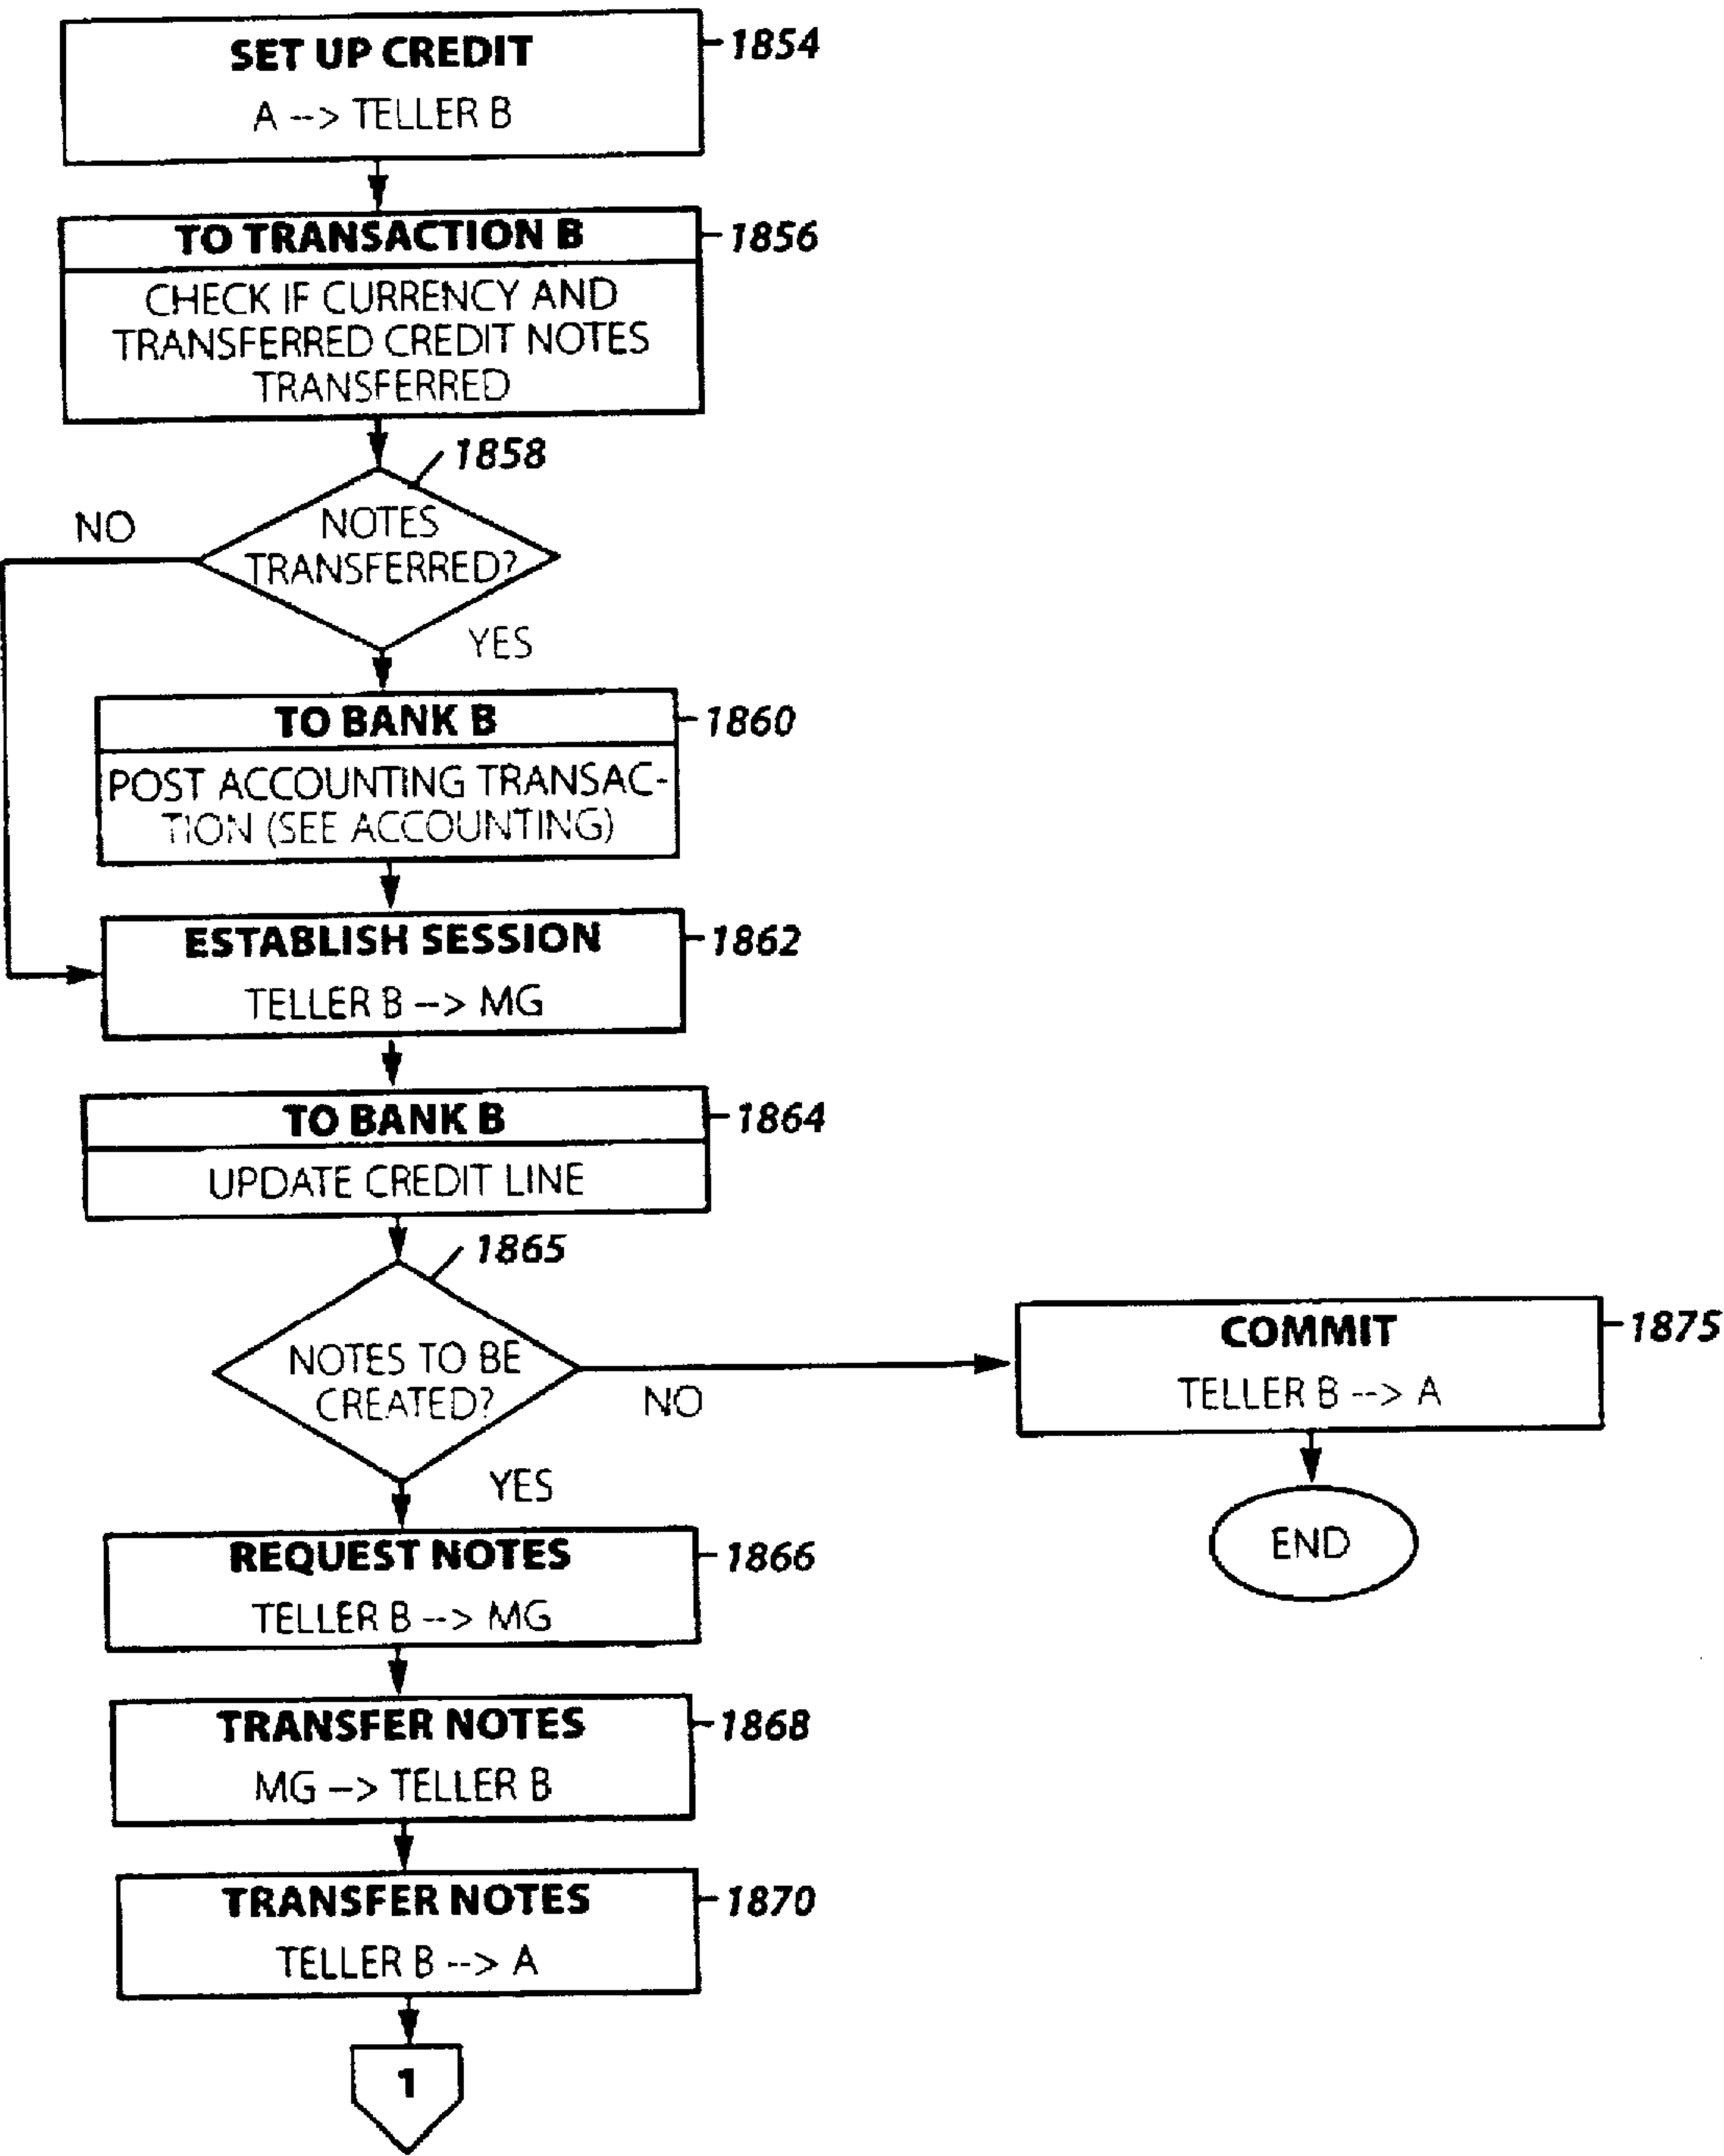 SET UP CREDIT
1854
A --> TELLER B
TO TRANSACTION B
1856
CHECK IF CURRENCY AND
TRANSFERRED CREDIT NOTES
TRANSFERRED
1858
NO
NOTES
TRANSFERRED?
YES
TO BANK B
1860
POST ACCOUNTING TRANSAC-
TION (SEE ACCOUNTING)
ESTABLISH SESSION
1862
TELLER B --> MG
TO BANK B
1864
UPDATE CREDIT LINE
1865
NOTES TO BE
CREATED?
NO
YES
COMMIT
1875
TELLER B --> A
END
REQUEST NOTES
1866
TELLER B --> MG
TRANSFER NOTES
1868
MG --> TELLER B
TRANSFER NOTES
1870
TELLER B --> A
1